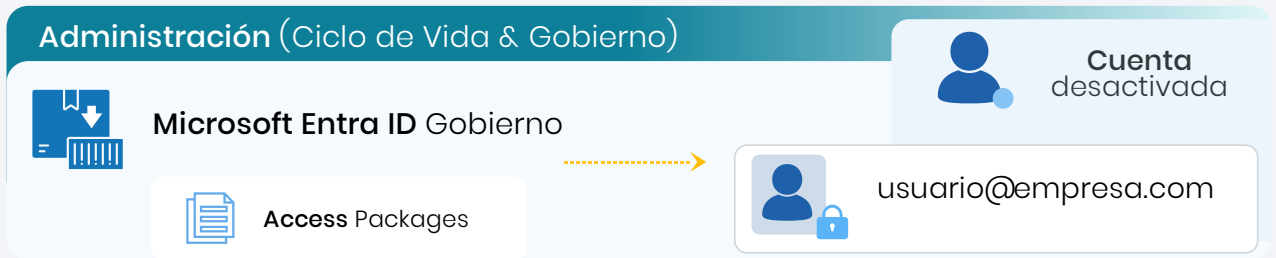 Administración (Ciclo de Vida & Gobierno)
Cuenta
desactivada
Microsoft Entra ID Gobierno
usuario@empresa.com
Access Packages